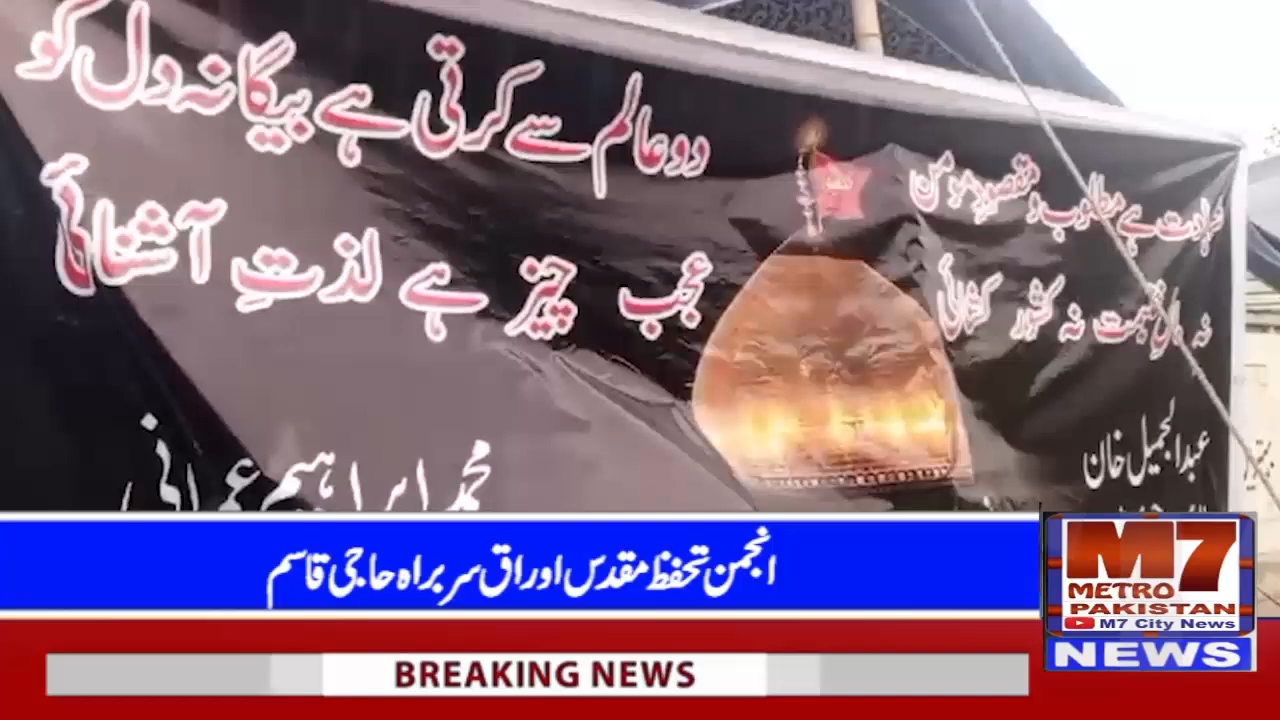 دو عالم سے کرتی ہے بیگانہ دل کو
عجب چیز ہے لذتِ آشنائی
شہادت ہے مطلوب و مقصودِ مومن
نہ مالِ غنیمت نہ کشور کشائی
عبدالجمیل خان
محمد ابراہیم عمرانی
انجمن تحفظ مقدس اوراق سربراہ حاجی قاسم
BREAKING NEWS
M7
METRO
PAKISTAN
M7 City News
NEWS